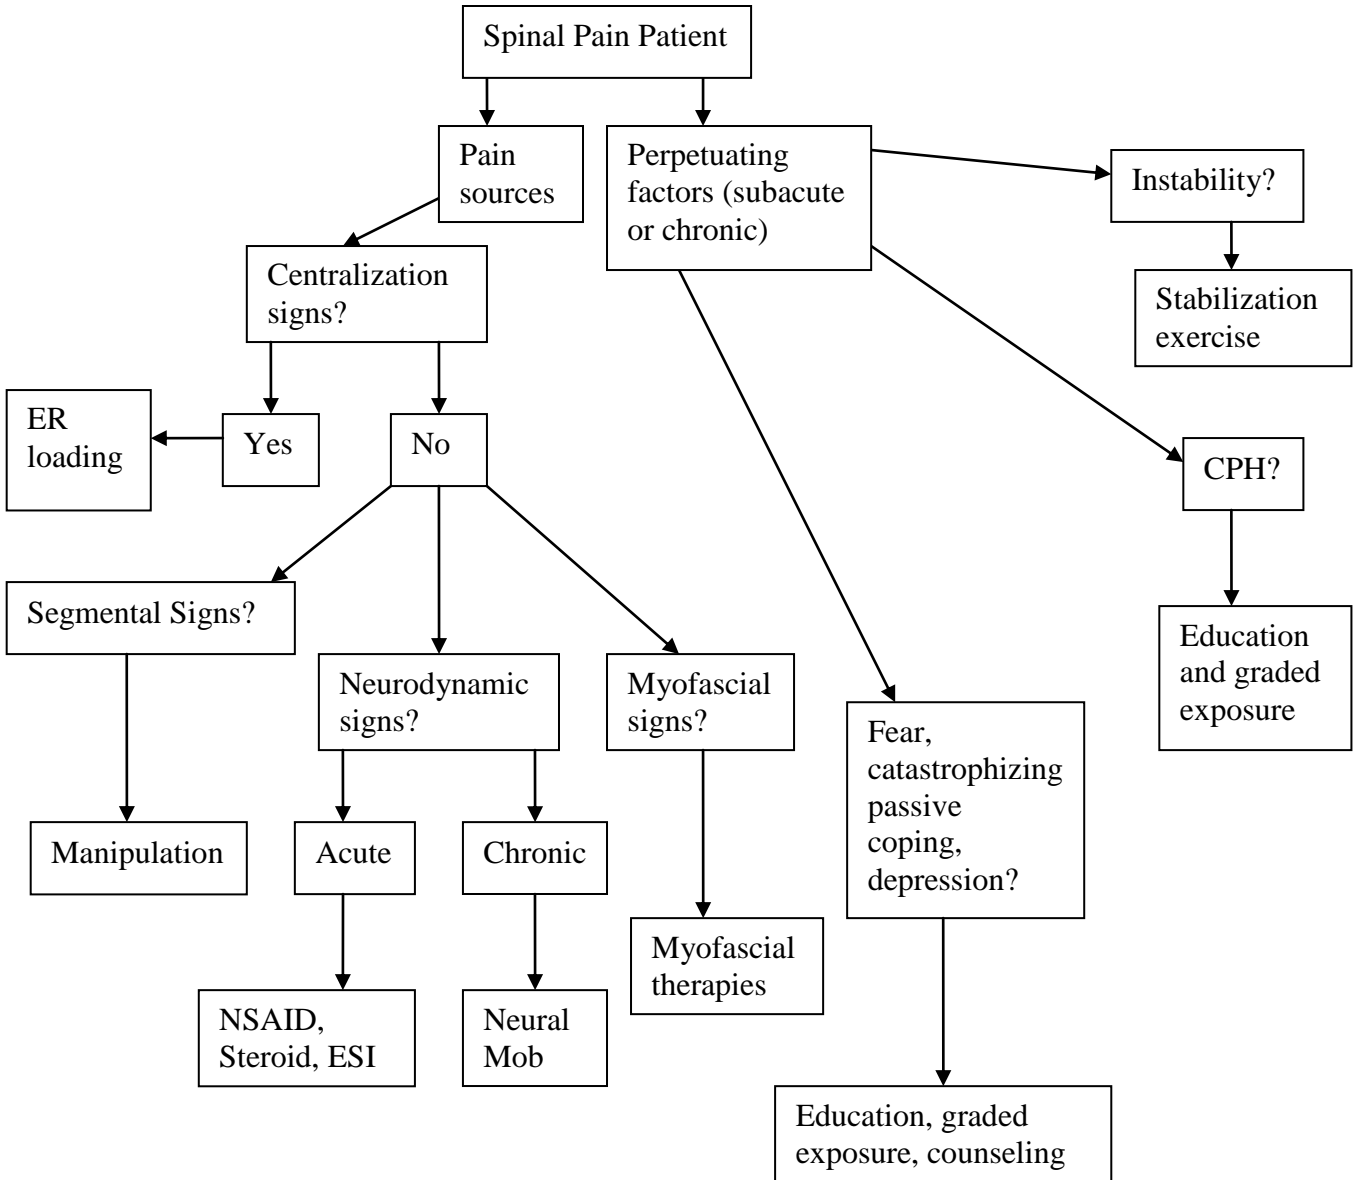 Spinal Pain Patient
Pain
sources
Perpetuating
factors (subacute
or chronic)
Instability?
Centralization
signs?
Stabilization
exercise
ER
loading
Yes
No
CPH?
Segmental Signs?
Education
and graded
exposure
Neurodynamic
signs?
Myofascial
signs?
Fear,
catastrophizing
passive
coping,
depression?
Manipulation
Acute
Chronic
Myofascial
therapies
NSAID,
Steroid, ESI
Neural
Mob
Education, graded
exposure, counseling